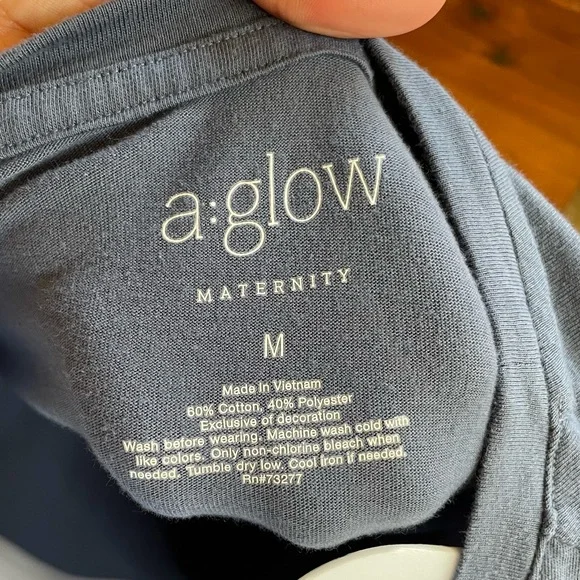 a:glow
MATERNITY
M
Made in Vietnam
60% Cotton, 40% Polyester
Exclusive of decoration
Wash before wearing. Machine wash cold with
like colors. Only non-chlorine bleach when
needed. Tumble dry low. Cool iron if needed.
Rn#73277